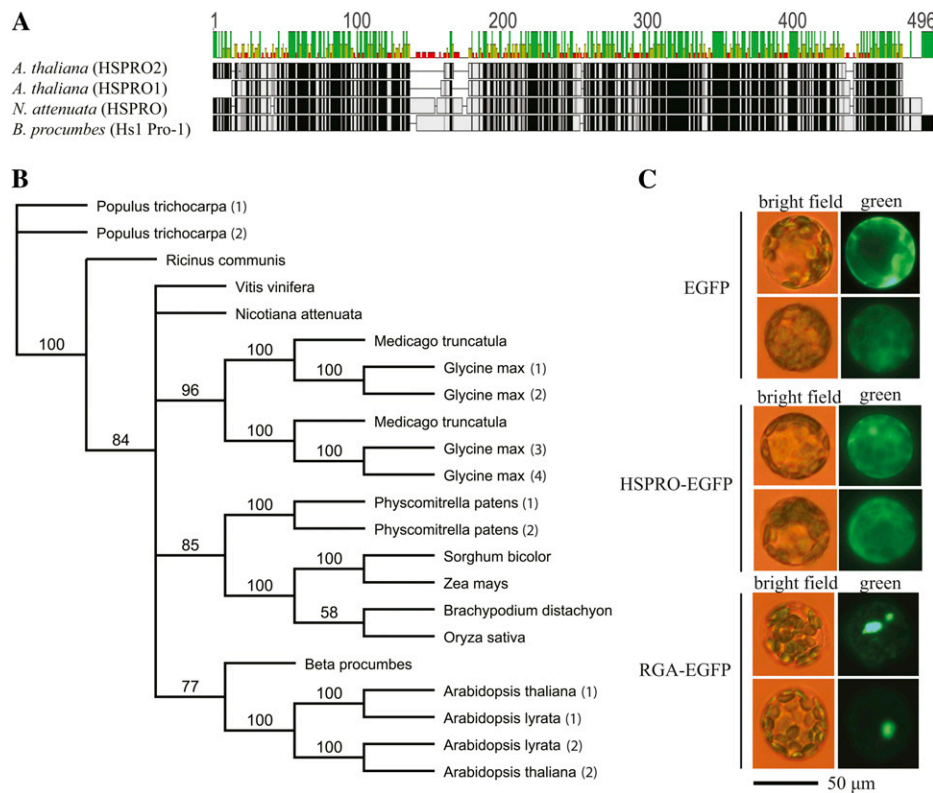 A
1 100 200 300 400 496
A. thaliana (HSPRO2)
A. thaliana (HSPRO1)
N. attenuata (HSPRO)
B. procumbes (Hs1 Pro-1)
B
Populus trichocarpa (1)
Populus trichocarpa (2)
Ricinus communis
Vitis vinifera
Nicotiana attenuata
100
Medicago truncatula
100
100
Glycine max (1)
96
Glycine max (2)
Medicago truncatula
84
100
100
Glycine max (3)
Glycine max (4)
100
Physcomitrella patens (1)
85
Physcomitrella patens (2)
100
Sorghum bicolor
100
Zea mays
58
Brachypodium distachyon
Oryza sativa
Beta procumbes
77
100
Arabidopsis thaliana (1)
100
Arabidopsis lyrata (1)
100
Arabidopsis lyrata (2)
Arabidopsis thaliana (2)
C
bright field green
EGFP
bright field green
HSPRO-EGFP
bright field green
RGA-EGFP
50 μm